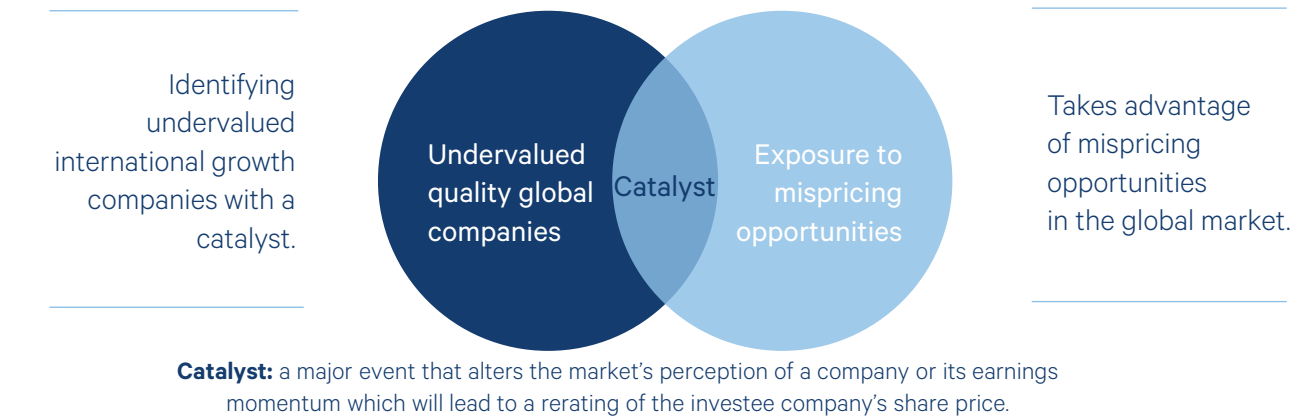 Identifying
undervalued
international growth
companies with a
catalyst.
Undervalued
quality global
companies
Catalyst
Exposure to
mispricing
opportunities
Takes advantage
of mispricing
opportunities
in the global market.
Catalyst: a major event that alters the market’s perception of a company or its earnings
momentum which will lead to a rerating of the investee company’s share price.